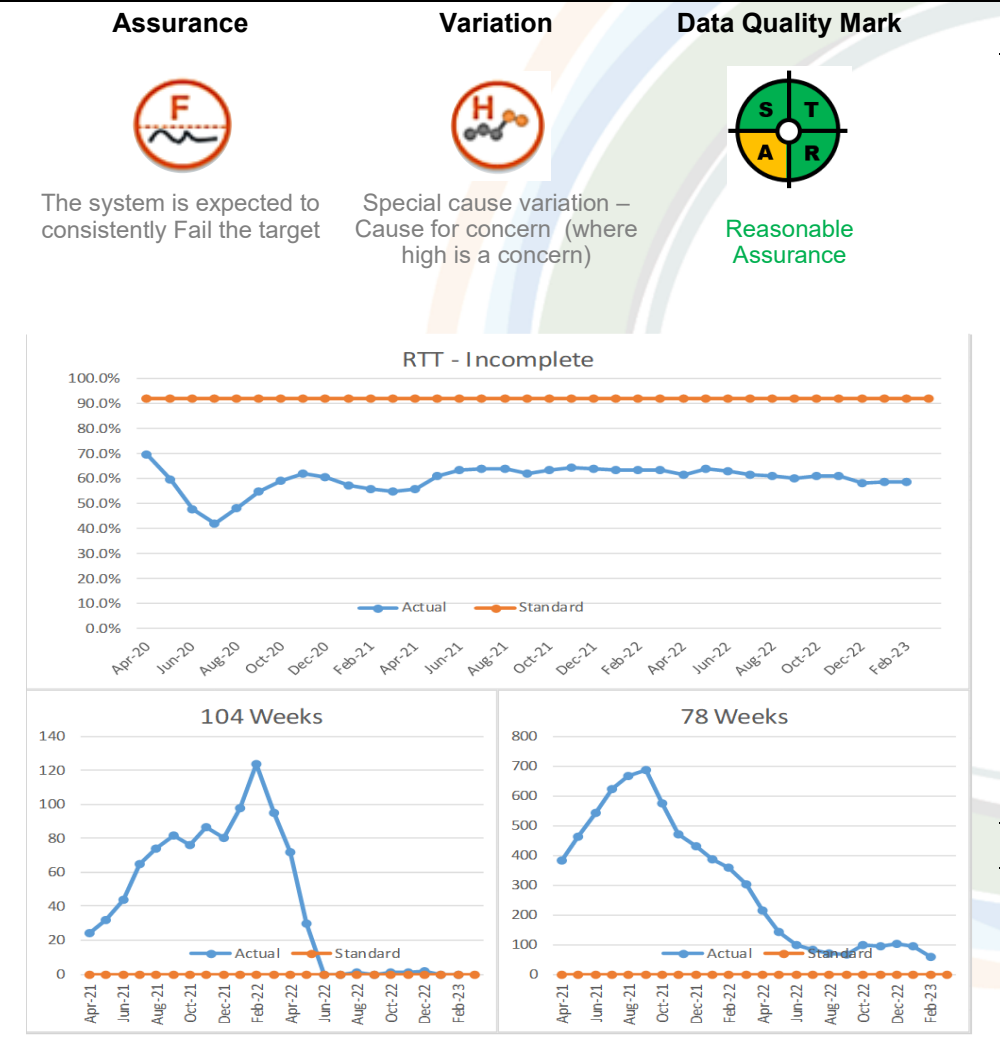 Assurance Variation Data Quality Mark
F H S T
A R
The system is expected to
consistently Fail the target
Special cause variation –
Cause for concern (where
high is a concern)
Reasonable
Assurance
RTT - Incomplete
100.0%
90.0%
80.0%
70.0%
60.0%
50.0%
40.0%
30.0%
20.0%
10.0%
0.0%
Actual Standard
Apr-20 Jun-20 Aug-20 Oct-20 Dec-20 Feb-21 Apr-21 Jun-21 Aug-21 Oct-21 Dec-21 Feb-22 Apr-22 Jun-22 Aug-22 Oct-22 Dec-22 Feb-23
104 Weeks
140
120
100
80
60
40
20
0
Actual Standard
Apr-21 Jun-21 Aug-21 Oct-21 Dec-21 Feb-22 Apr-22 Jun-22 Aug-22 Oct-22 Dec-22 Feb-23
78 Weeks
800
700
600
500
400
300
200
100
0
Actual Standard
Apr-21 Jun-21 Aug-21 Oct-21 Dec-21 Feb-22 Apr-22 Jun-22 Aug-22 Oct-22 Dec-22 Feb-23